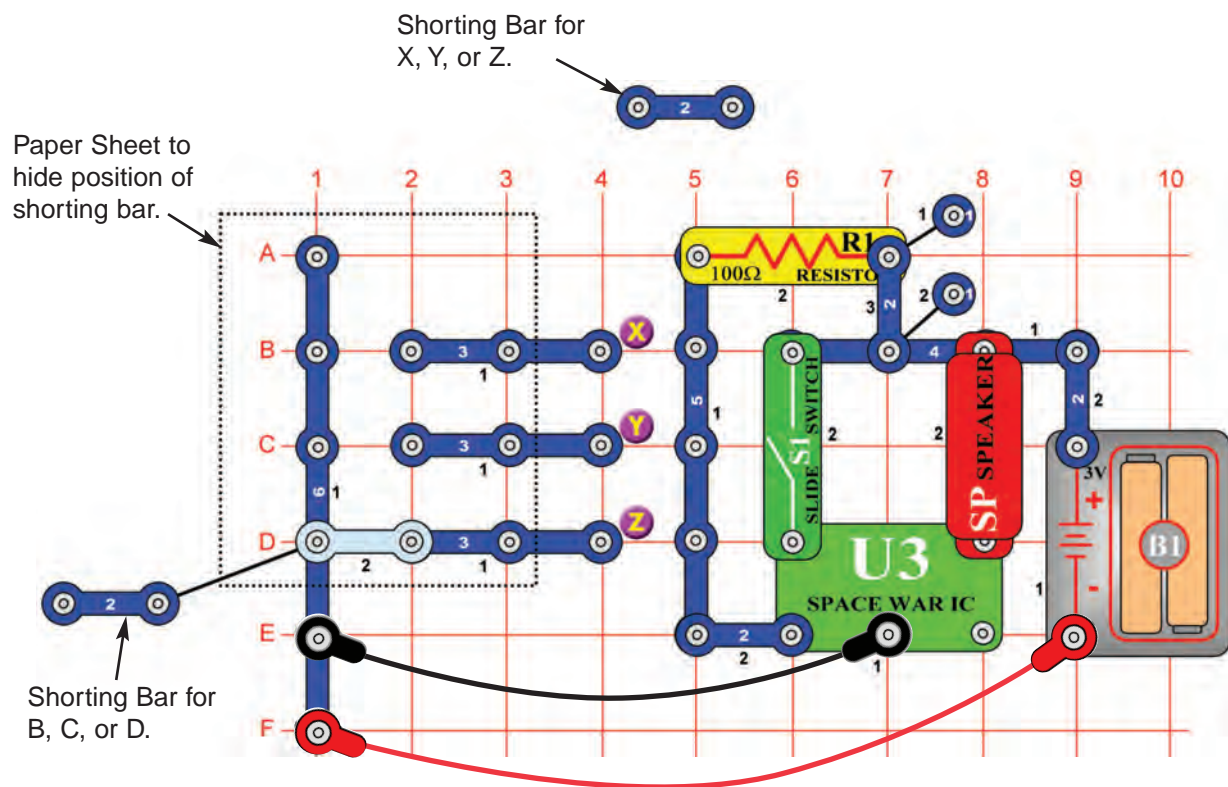 Shorting Bar for
X, Y, or Z.
2
Paper Sheet to
hide position of
shorting bar.
1 2 3 4 5 6 7 8 9 10
A
B
C
D
E
F
R1
100Ω
RESISTO
2
1
1
3
2
2
1
3
1
X
4
1
2
3
1
Y
5
1
S1
SLIDE SWITCH
2
2
SP SPEAKER
3V
+
-
B1
1
6
1
2
3
1
Z
U3
SPACE WAR IC
1
2
2
2
Shorting Bar for
B, C, or D.